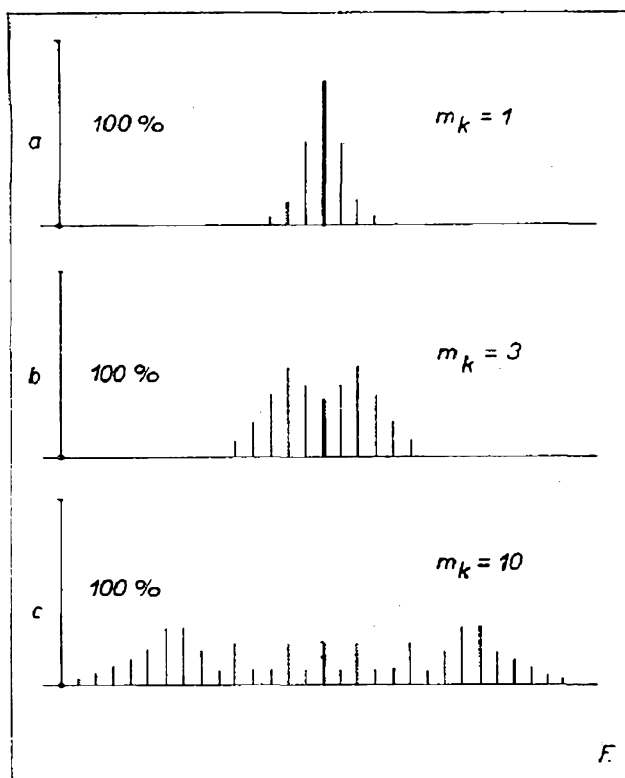 100 % m_k = 1
a
b
100 % m_k = 3
100 % m_k = 10
c
F.